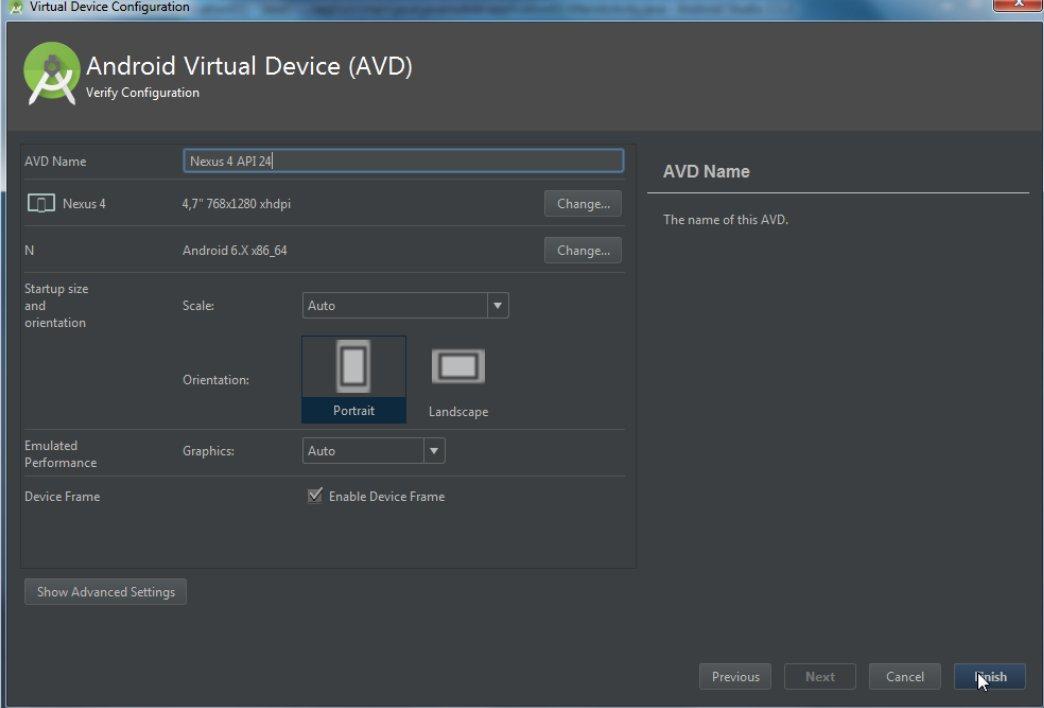 Virtual Device Configuration
Android Virtual Device (AVD)
Verify Configuration
AVD Name
Nexus 4 API 24
Nexus 4
4,7" 768x1280 xhdpi
Change...
N
Android 6.X x86_64
Change...
Startup size
and
orientation
Scale:
Auto
Orientation:
Portrait
Landscape
Emulated
Performance
Graphics:
Auto
Device Frame
Enable Device Frame
Show Advanced Settings
AVD Name
The name of this AVD.
Previous
Next
Cancel
Finish